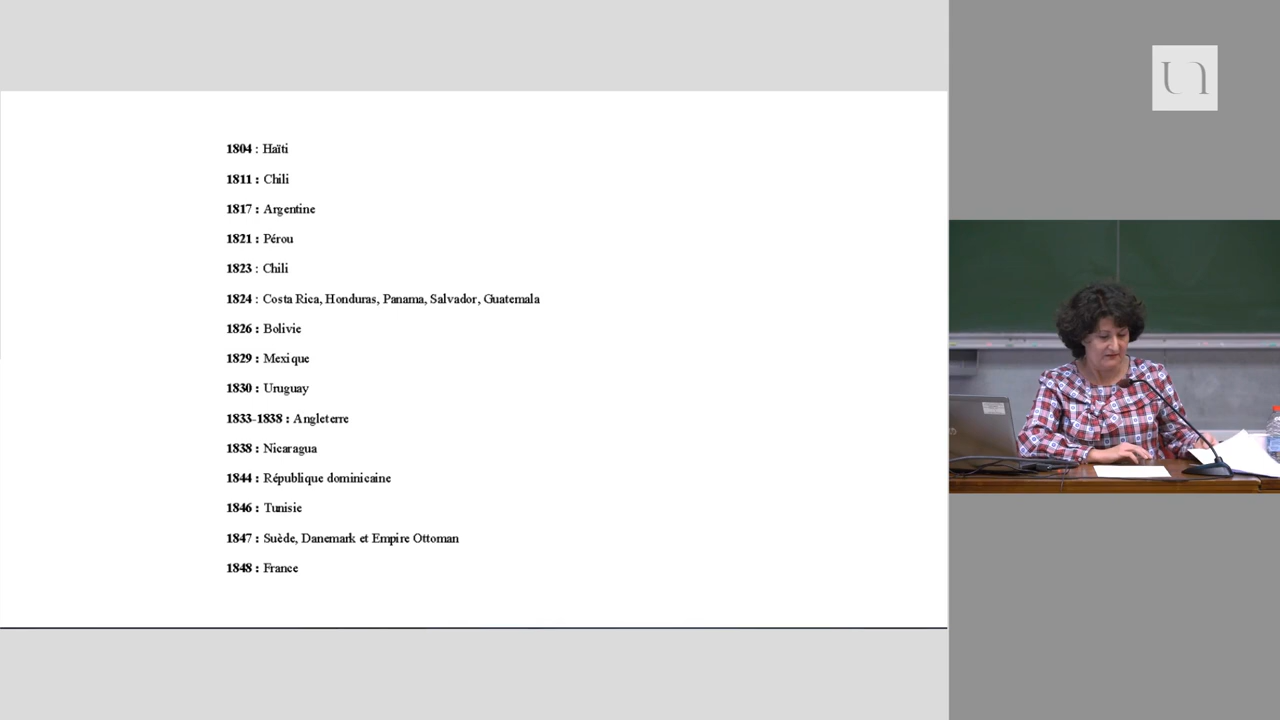 1804 : Haïti
1811 : Chili
1817 : Argentine
1821 : Pérou
1823 : Chili
1824 : Costa Rica, Honduras, Panama, Salvador, Guatemala
1826 : Bolivie
1829 : Mexique
1830 : Uruguay
1833-1838 : Angleterre
1838 : Nicaragua
1844 : République dominicaine
1846 : Tunisie
1847 : Suède, Danemark et Empire Ottoman
1848 : France